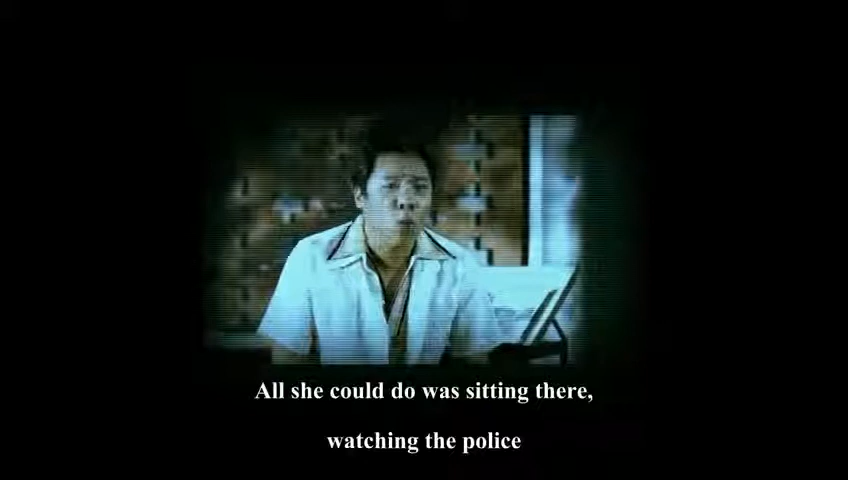 All she could do was sitting there,
watching the police